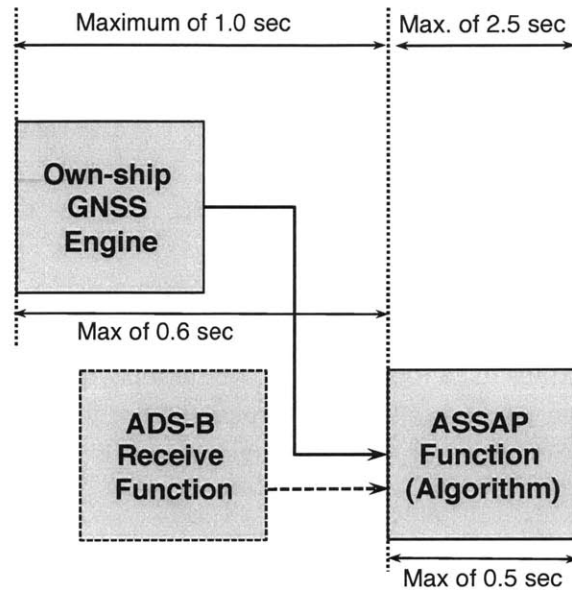 Maximum of 1.0 sec
Max. of 2.5 sec
Own-ship
GNSS
Engine
Max of 0.6 sec
ADS-B
Receive
Function
ASSAP
Function
(Algorithm)
Max of 0.5 sec